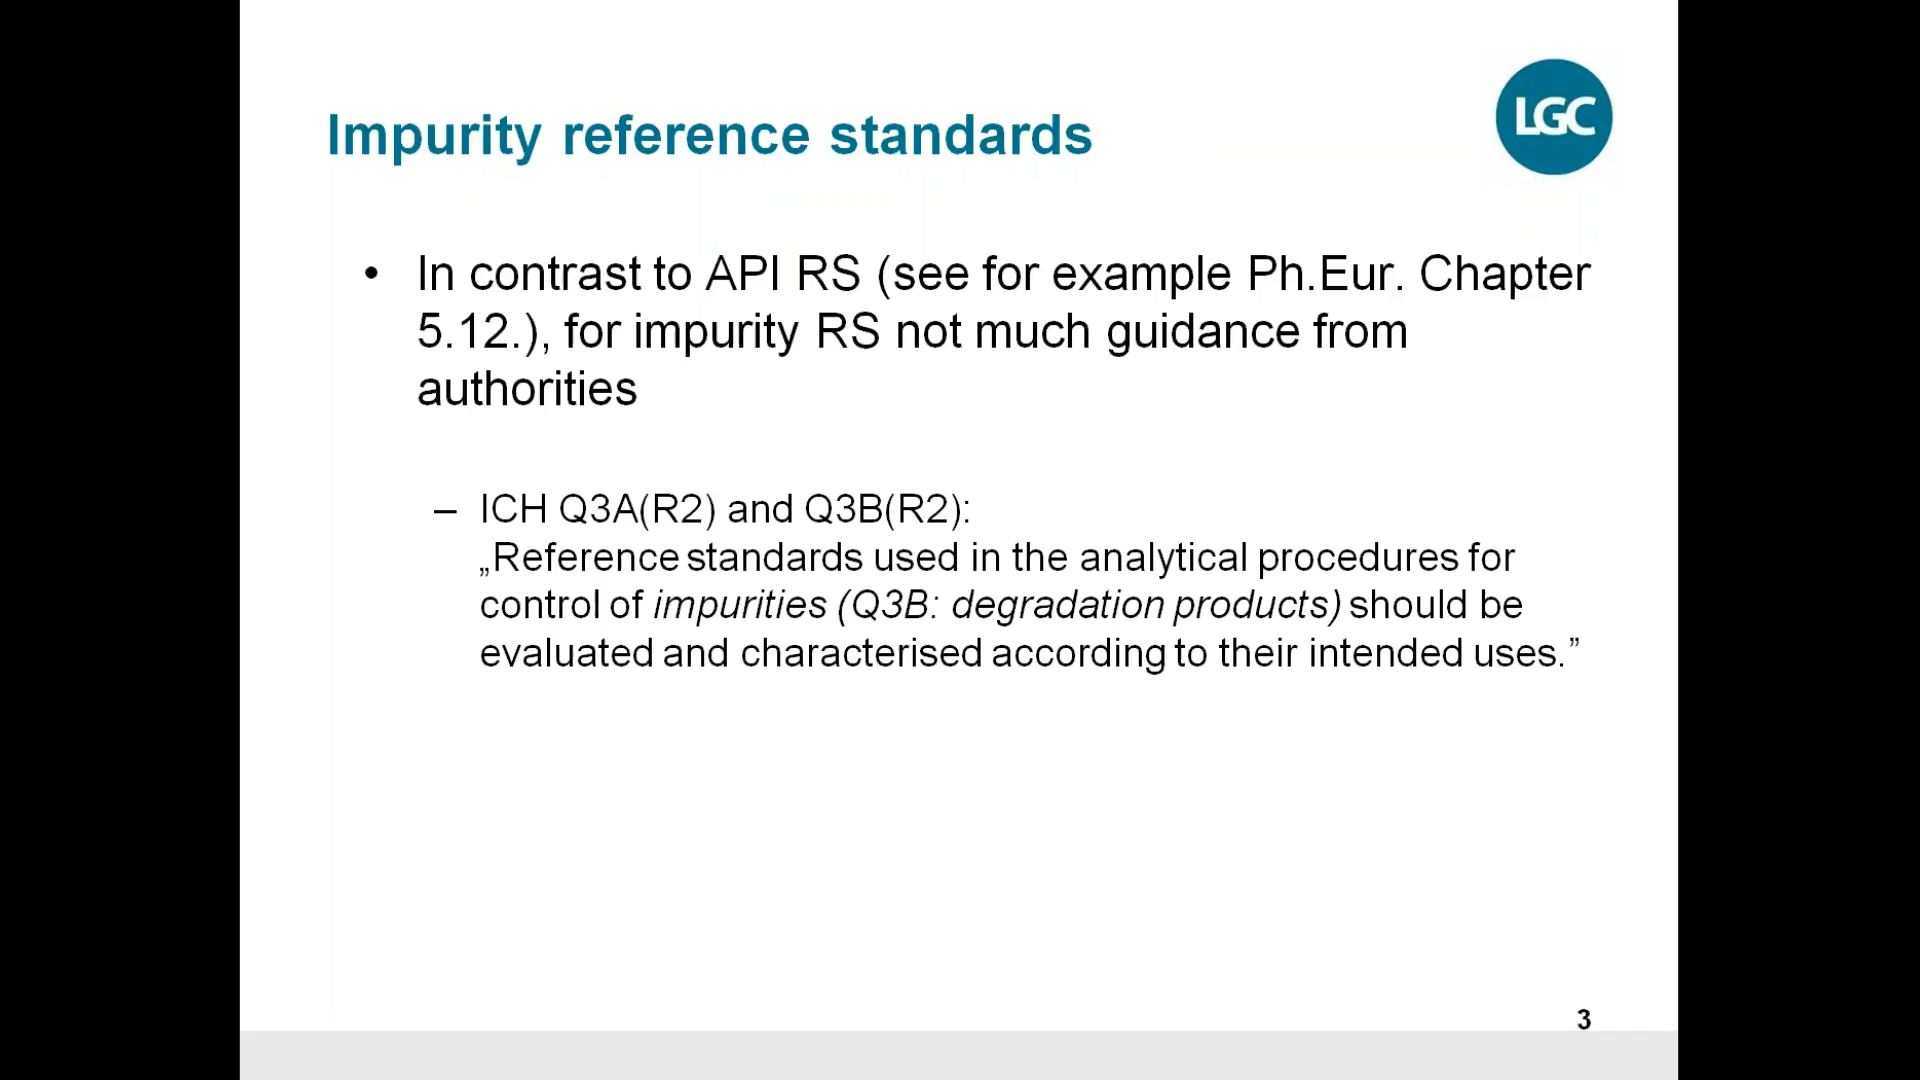 LGC
Impurity reference standards
• In contrast to API RS (see for example Ph.Eur. Chapter
5.12.), for impurity RS not much guidance from
authorities
– ICH Q3A(R2) and Q3B(R2):
„Reference standards used in the analytical procedures for
control of impurities (Q3B: degradation products) should be
evaluated and characterised according to their intended uses.”
3